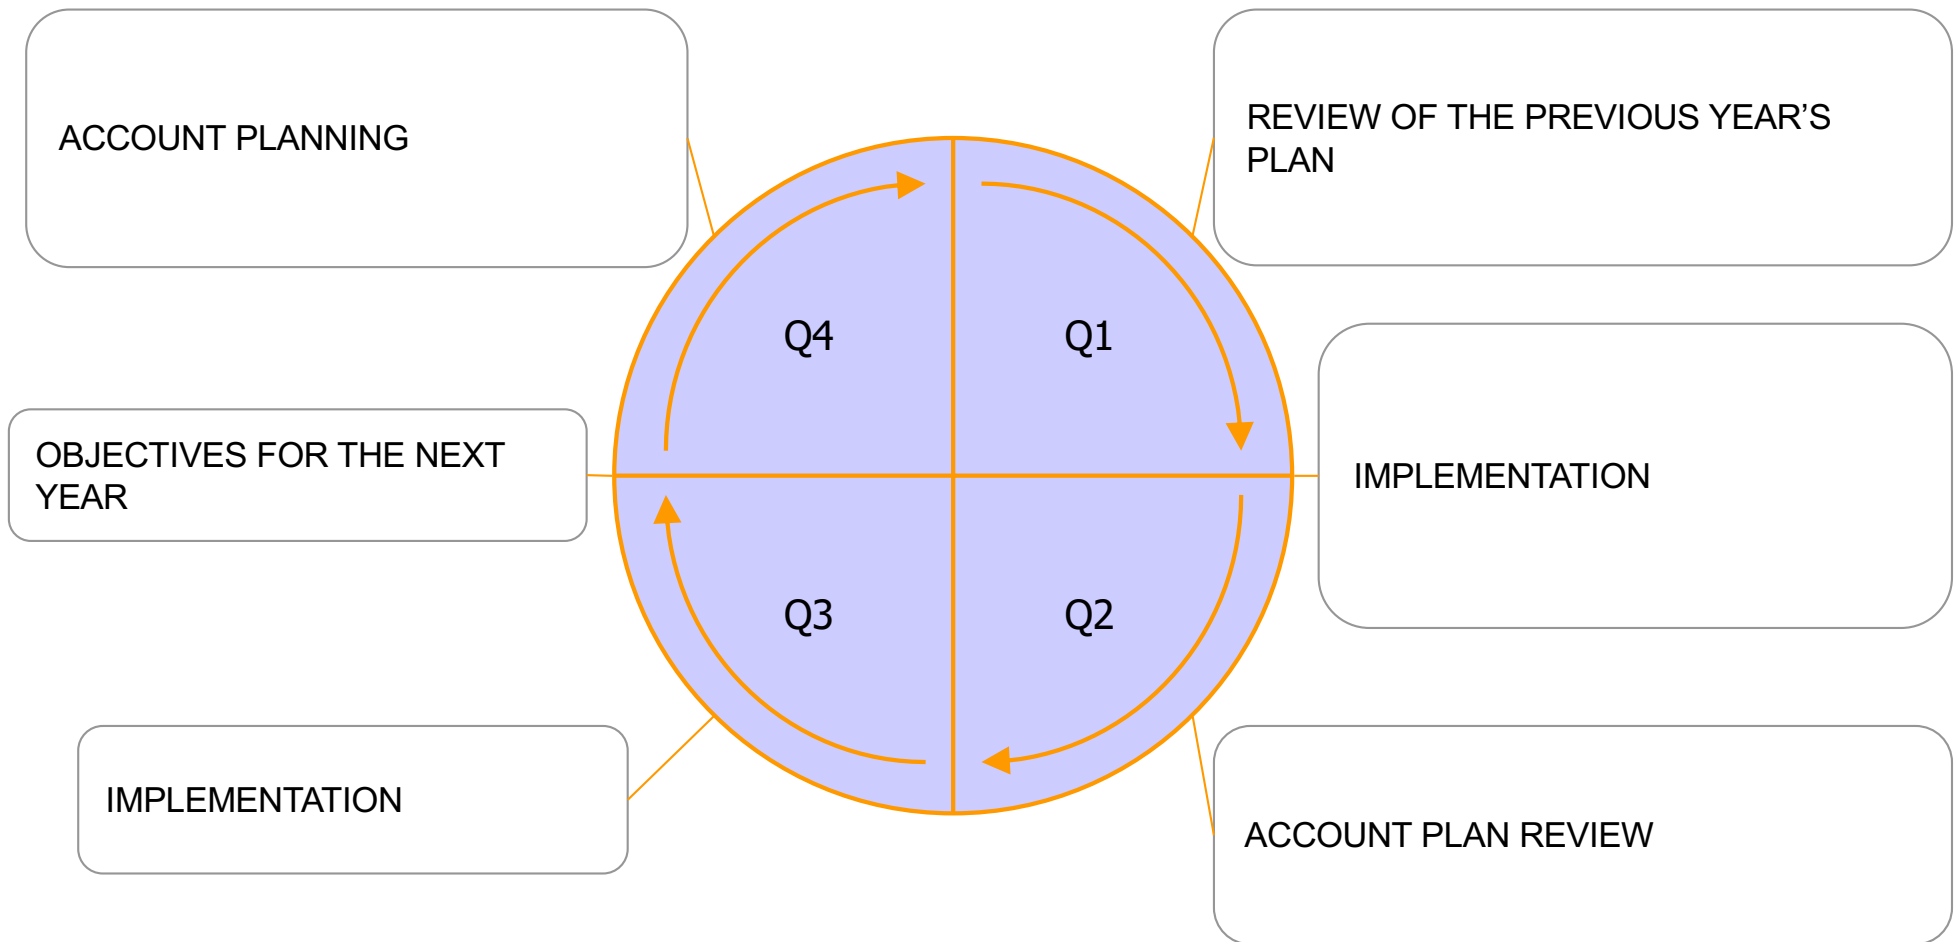 ACCOUNT PLANNING
REVIEW OF THE PREVIOUS YEAR’S
PLAN
Q4
Q1
OBJECTIVES FOR THE NEXT
YEAR
IMPLEMENTATION
Q3
Q2
IMPLEMENTATION
ACCOUNT PLAN REVIEW